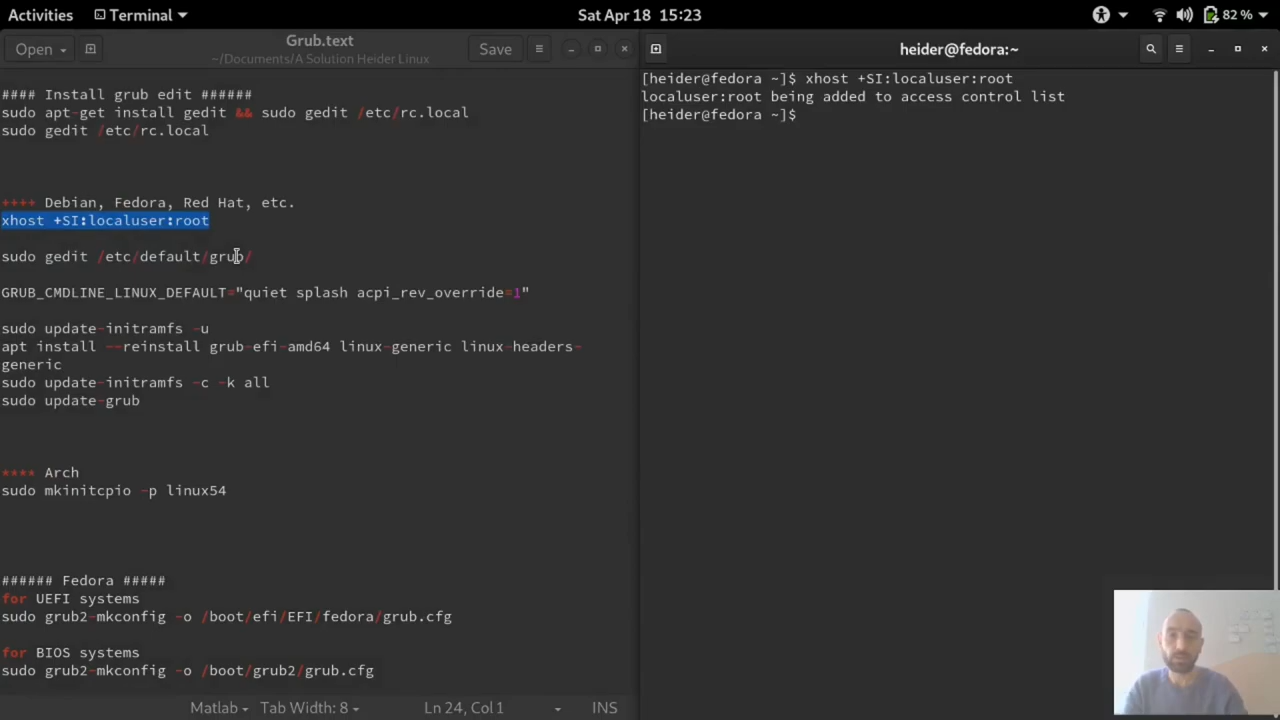 Activities Terminal Sat Apr 18 15:23 82 %
Open Grub.text Save
~/Documents/A Solution Heider Linux
#### Install grub edit ######
sudo apt-get install gedit && sudo gedit /etc/rc.local
sudo gedit /etc/rc.local
++++ Debian, Fedora, Red Hat, etc.
xhost +SI:localuser:root
sudo gedit /etc/default/grub/
GRUB_CMDLINE_LINUX_DEFAULT="quiet splash acpi_rev_override=1"
sudo update-initramfs -u
apt install --reinstall grub-efi-amd64 linux-generic linux-headers-
generic
sudo update-initramfs -c -k all
sudo update-grub
**** Arch
sudo mkinitcpio -p linux54
###### Fedora #####
for UEFI systems
sudo grub2-mkconfig -o /boot/efi/EFI/fedora/grub.cfg
for BIOS systems
sudo grub2-mkconfig -o /boot/grub2/grub.cfg
Matlab Tab Width: 8 Ln 24, Col 1 INS
heider@fedora:~
[heider@fedora ~]$ xhost +SI:localuser:root
localuser:root being added to access control list
[heider@fedora ~]$